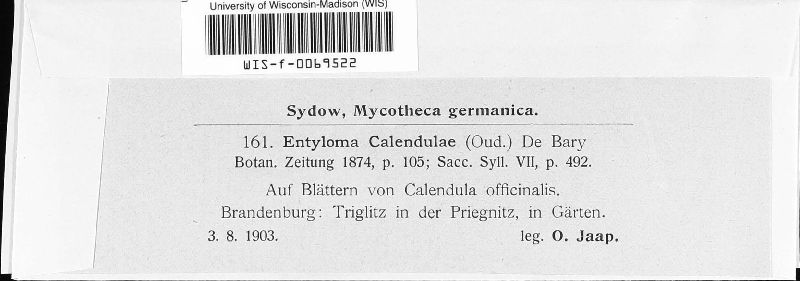 University of Wisconsin-Madison (WIS)
WIS-f-0069522
Sydow, Mycotheca germanica.
161. Entyloma Calendulae (Oud.) De Bary
Botan. Zeitung 1874, p. 105; Sacc. Syll. VII, p. 492.
Auf Blättern von Calendula officinalis.
Brandenburg: Triglitz in der Priegnitz, in Gärten.
3. 8. 1903. leg. O. Jaap.